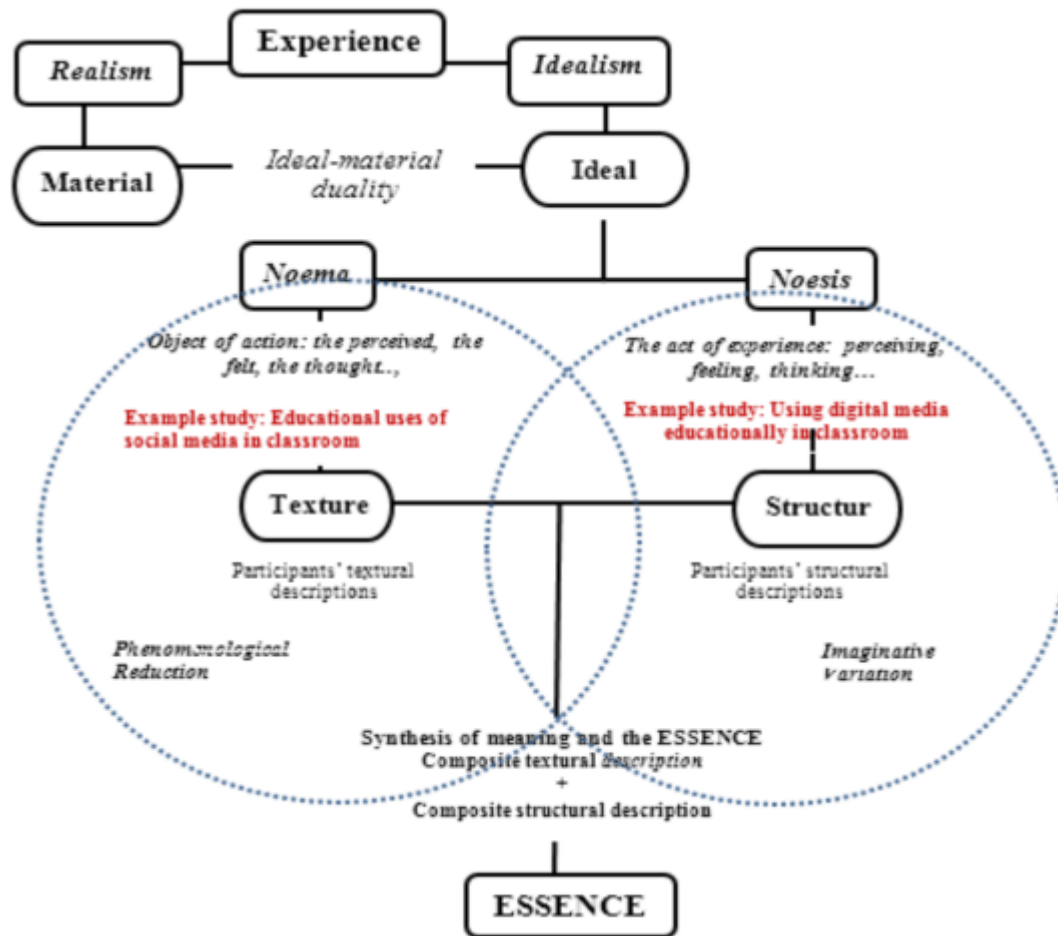 Experience
Realism
Idealism
Material
Ideal-material
duality
Ideal
Noema
Noesis
Object of action: the perceived, the
felt, the thought..,
The act of experience: perceiving,
feeling, thinking...
Example study: Educational uses of
social media in classroom
Example study: Using digital media
educationally in classroom
Texture
Structur
Participants' textural
descriptions
Participants' structural
descriptions
Phenomenological
Reduction
Imaginative
Variation
Synthesis of meaning and the ESSENCE
Composite textural description
+
Composite structural description
ESSENCE